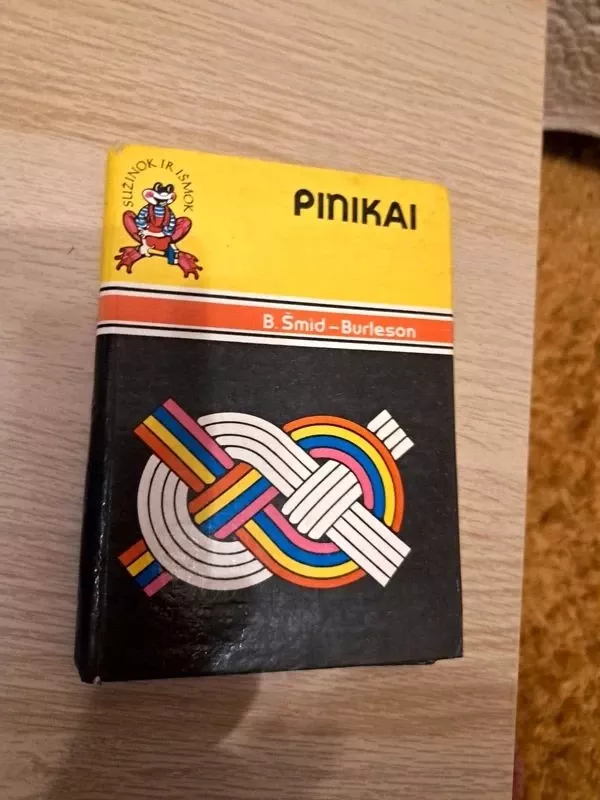 SUŽINOK IR IŠMOK
PINIKAI
B. Šmid-Burleson